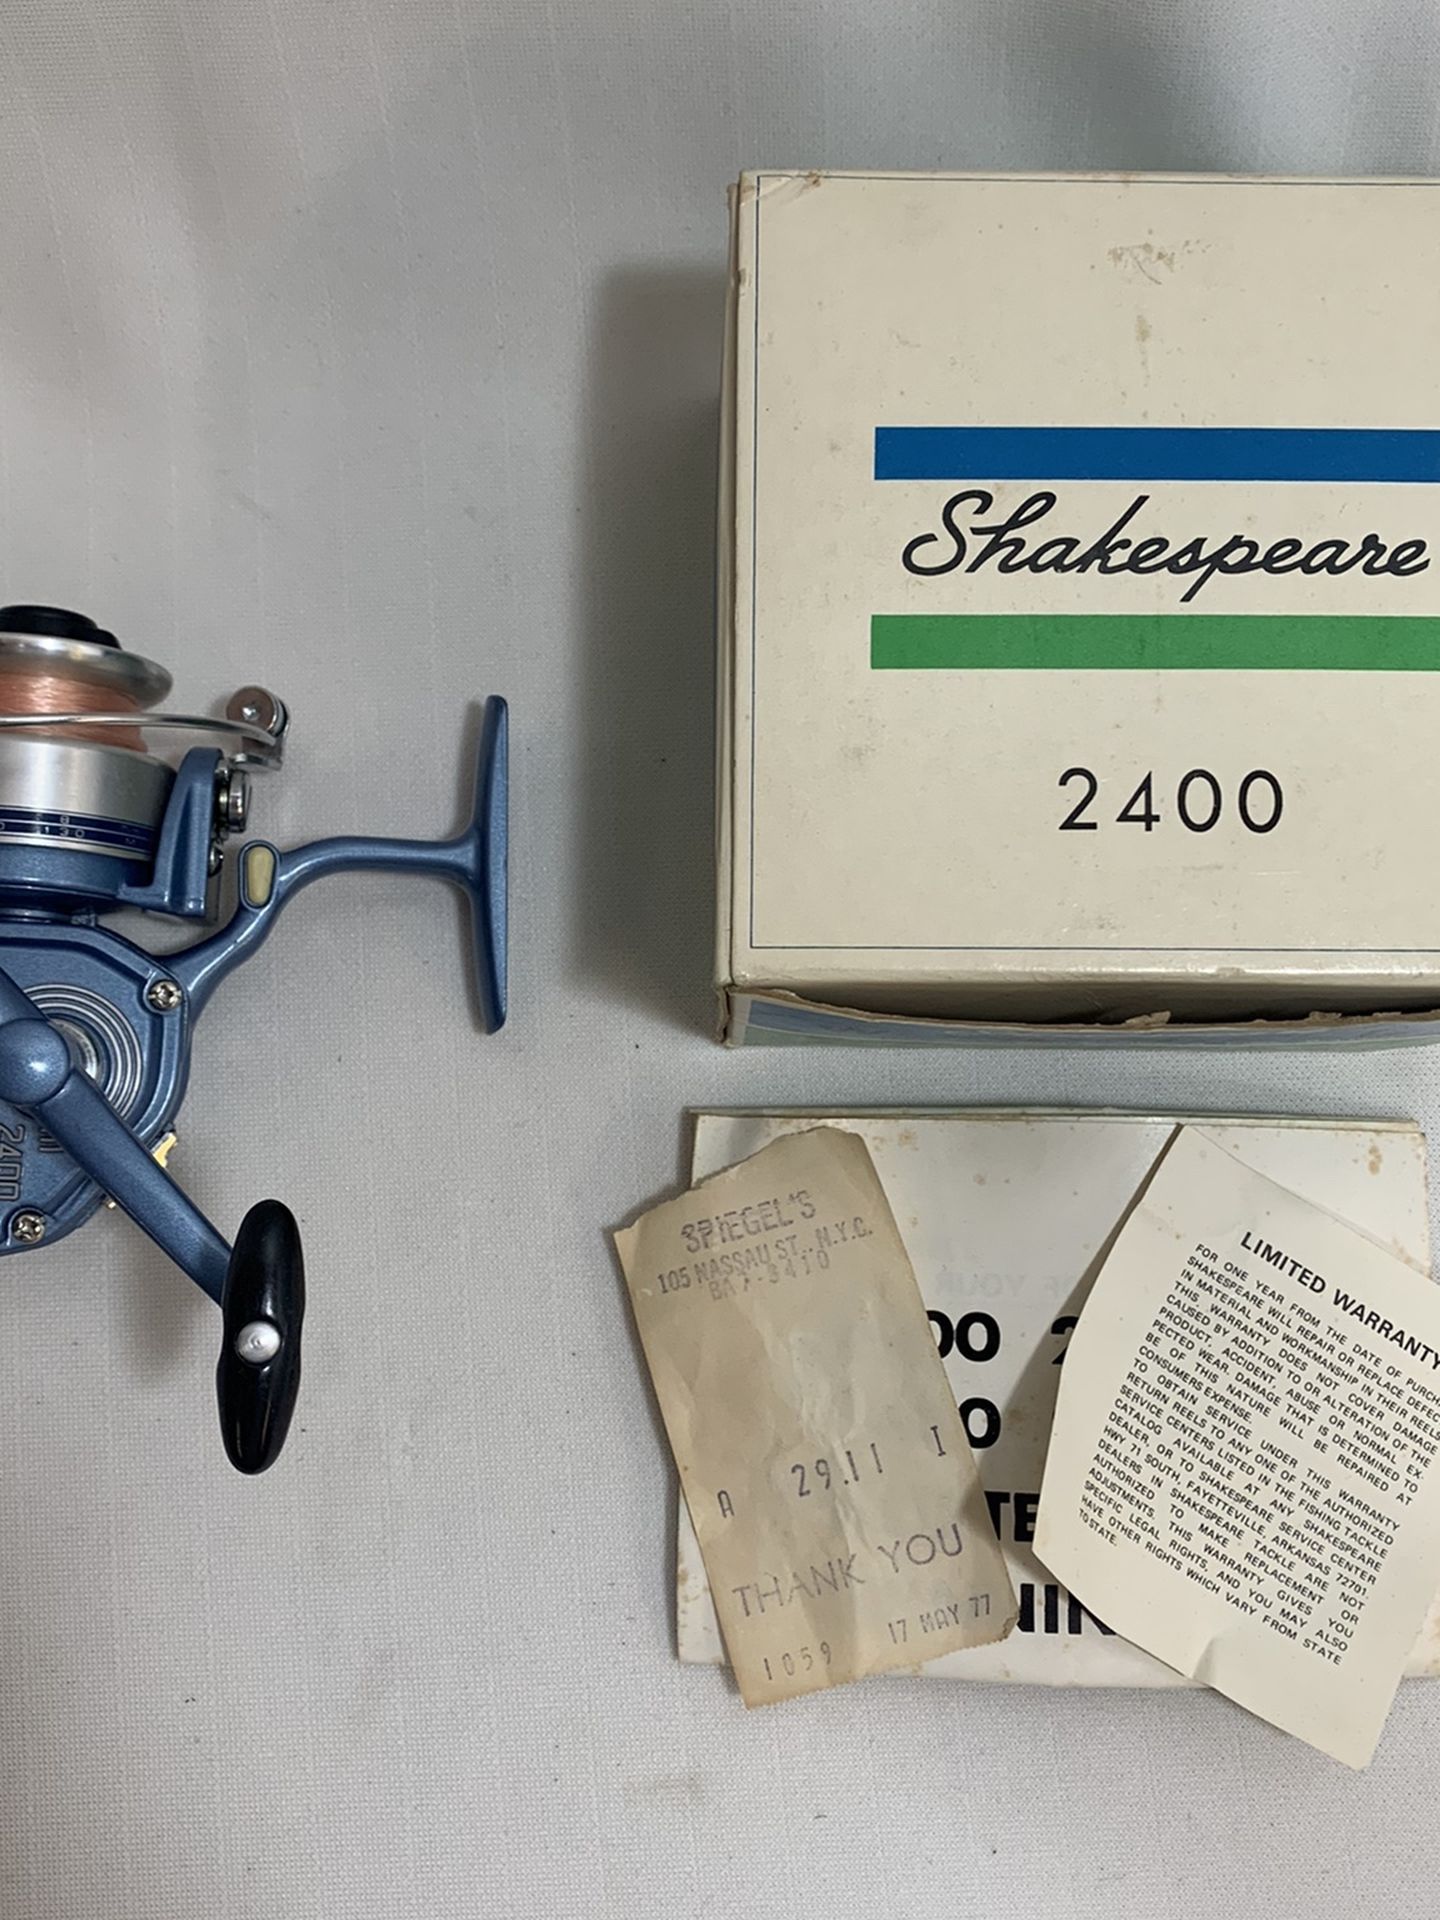 Shakespeare
2400
8
130
2400
SPIEGEL'S
105 NASSAU ST., N.Y.C.
BA 7-3410
A 29.11 I
THANK YOU
17 MAY 77
1059
OF YOUR
LIMITED WARRANTY
FOR ONE YEAR FROM THE DATE OF PURCH
SHAKESPEARE WILL REPAIR OR REPLACE DEFEC
IN MATERIAL AND WORKMANSHIP IN THEIR REELS
THIS WARRANTY DOES NOT COVER DAMAGE
CAUSED BY ADDITION TO OR ALTERATION OF THE
PRODUCT, ACCIDENT, ABUSE OR NORMAL EX-
PECTED WEAR. DAMAGE THAT IS DETERMINED TO
BE OF THIS NATURE WILL BE REPAIRED AT
CONSUMERS EXPENSE.
TO OBTAIN SERVICE UNDER THIS WARRANTY
RETURN REELS TO ANY ONE OF THE AUTHORIZED
SERVICE CENTERS LISTED IN THE FISHING TACKLE
CATALOG AVAILABLE AT ANY SHAKESPEARE
DEALER, OR TO SHAKESPEARE SERVICE CENTER
HWY 71 SOUTH, FAYETTEVILLE, ARKANSAS 72701.
DEALERS IN SHAKESPEARE TACKLE ARE NOT
AUTHORIZED TO MAKE REPLACEMENT OR
ADJUSTMENTS. THIS WARRANTY GIVES YOU
SPECIFIC LEGAL RIGHTS, AND YOU MAY ALSO
HAVE OTHER RIGHTS WHICH VARY FROM STATE
TO STATE.